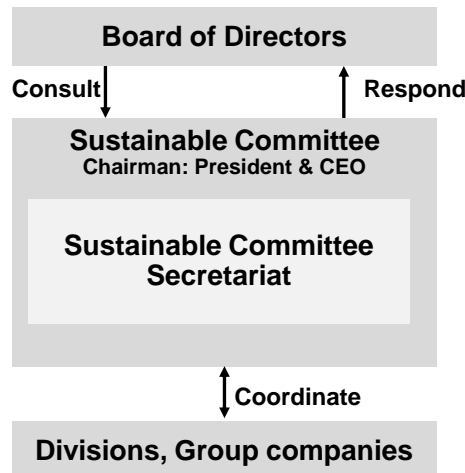 Board of Directors
Consult
Respond
Sustainable Committee
Chairman: President & CEO
Sustainable Committee
Secretariat
Coordinate
Divisions, Group companies